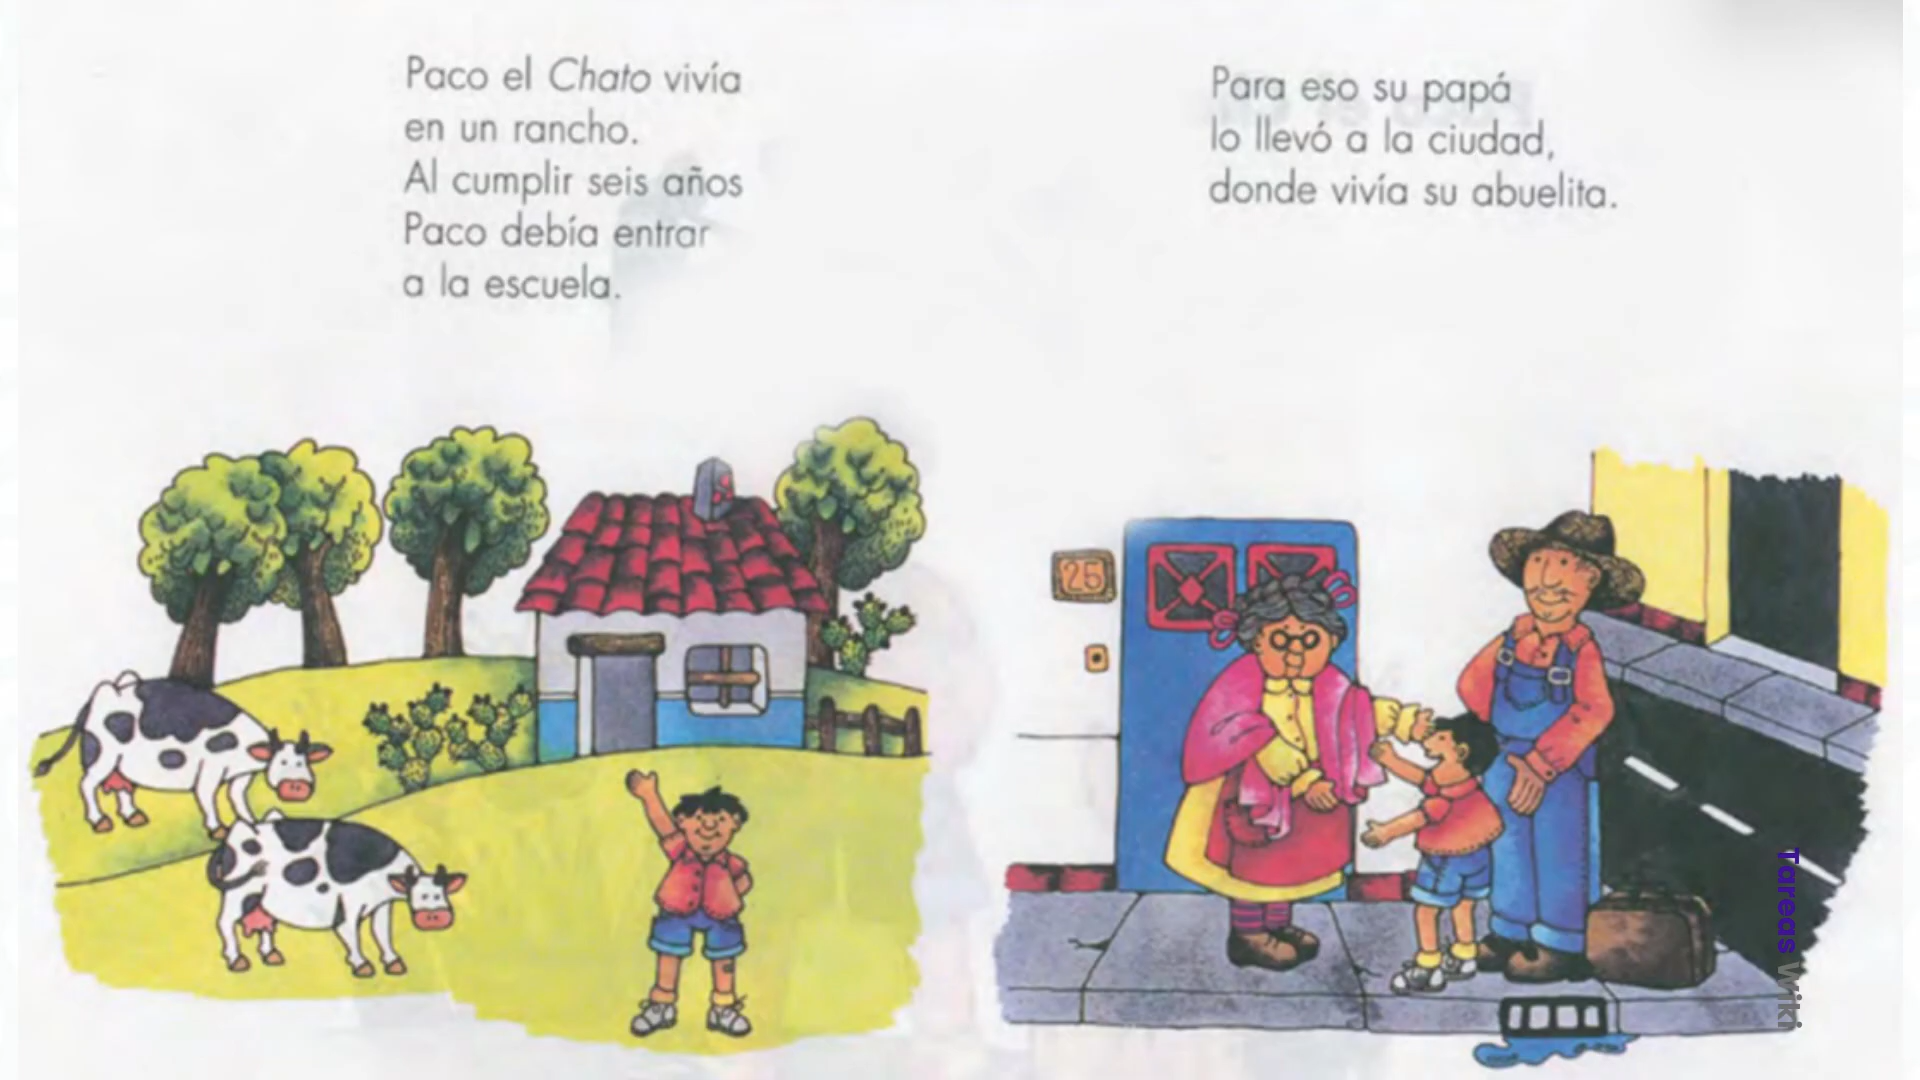 Paco el Chato vivía
en un rancho.
Al cumplir seis años
Paco debía entrar
a la escuela.
Para eso su papá
lo llevó a la ciudad,
donde vivía su abuelita.
25
Tareas Wiki